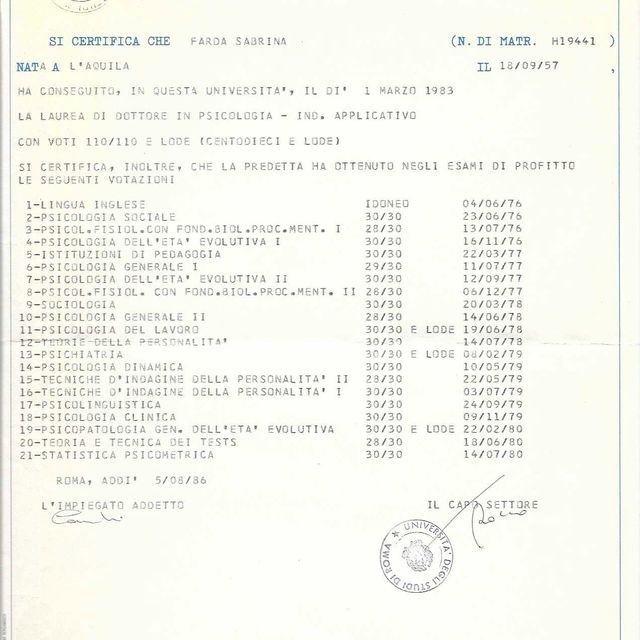 SI CERTIFICA CHE FARDA SABRINA (N. DI MATR. H19441 )
NATA A L'AQUILA IL 18/09/57 ,
HA CONSEGUITO, IN QUESTA UNIVERSITA', IL DI' 1 MARZO 1983
LA LAUREA DI DOTTORE IN PSICOLOGIA - IND. APPLICATIVO
CON VOTI 110/110 E LODE (CENTODIECI E LODE)
SI CERTIFICA, INOLTRE, CHE LA PREDETTA HA OTTENUTO NEGLI ESAMI DI PROFITTO
LE SEGUENTI VOTAZIONI
1-LINGUA INGLESE IDONEO 04/06/76
2-PSICOLOGIA SOCIALE 30/30 23/06/76
3-PSICOL.FISIOL.CON FOND.BIOL.PROC.MENT. I 28/30 13/07/76
4-PSICOLOGIA DELL'ETA' EVOLUTIVA I 30/30 16/11/76
5-ISTITUZIONI DI PEDAGOGIA 30/30 22/03/77
6-PSICOLOGIA GENERALE I 29/30 11/07/77
7-PSICOLOGIA DELL'ETA' EVOLUTIVA II 30/30 12/09/77
8-PSICOL.FISIOL. CON FOND.BIOL.PROC.MENT. II 28/30 06/12/77
9-SOCIOLOGIA 30/30 20/03/78
10-PSICOLOGIA GENERALE II 28/30 14/06/78
11-PSICOLOGIA DEL LAVORO 30/30 E LODE 19/06/78
12-TEORIE DELLA PERSONALITA' 30/30 14/07/78
13-PSICHIATRIA 30/30 E LODE 08/02/79
14-PSICOLOGIA DINAMICA 30/30 10/05/79
15-TECNICHE D'INDAGINE DELLA PERSONALITA' II 28/30 22/05/79
16-TECNICHE D'INDAGINE DELLA PERSONALITA' I 30/30 03/07/79
17-PSICOLINGUISTICA 30/30 24/09/79
18-PSICOLOGIA CLINICA 30/30 09/11/79
19-PSICOPATOLOGIA GEN. DELL'ETA' EVOLUTIVA 30/30 E LODE 22/02/80
20-TEORIA E TECNICA DEI TESTS 28/30 18/06/80
21-STATISTICA PSICOMETRICA 30/30 14/07/80
ROMA, ADDI' 5/08/86
L'IMPIEGATO ADDETTO IL CAPO SETTORE
UNIVERSITA' DEGLI STUDI DI ROMA